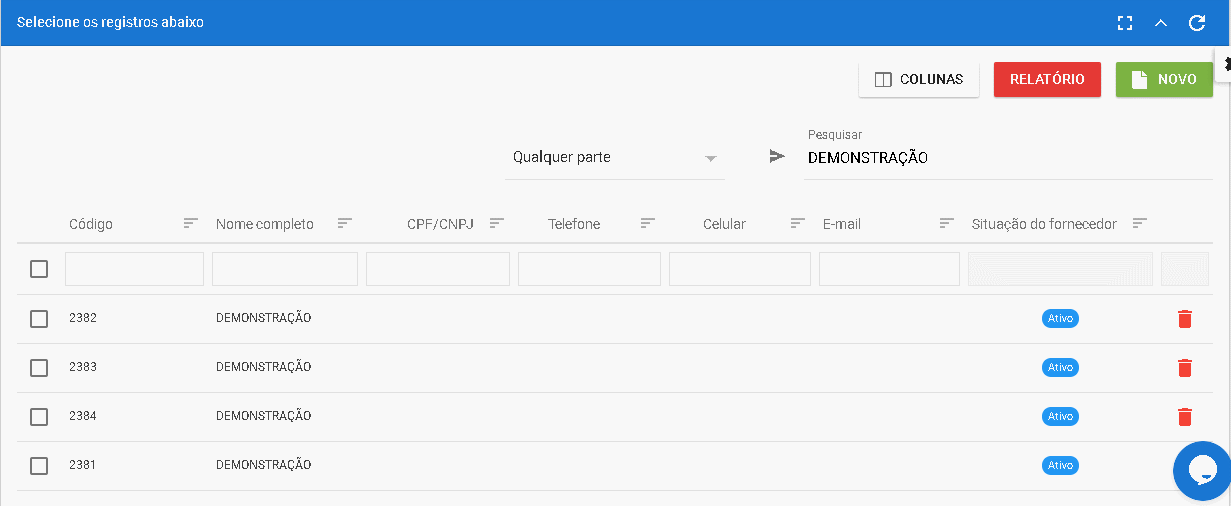 Selecione os registros abaixo
COLUNAS RELATÓRIO NOVO
Pesquisar
Qualquer parte DEMONSTRAÇÃO
Código Nome completo CPF/CNPJ Telefone Celular E-mail Situação do fornecedor
2382 DEMONSTRAÇÃO Ativo
2383 DEMONSTRAÇÃO Ativo
2384 DEMONSTRAÇÃO Ativo
2381 DEMONSTRAÇÃO Ativo